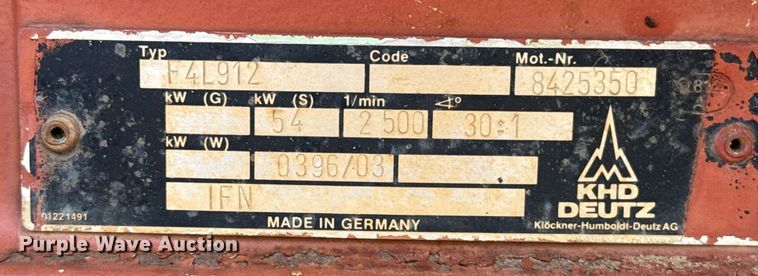 Typ Code Mot.-Nr.
F4L912 8425350
kW (G) kW (S) 1/min ∢°
54 2 500 30:1
kW (W)
0396/03
IFN
KHD
DEUTZ
01221491 MADE IN GERMANY Klöckner-Humboldt-Deutz AG
Purple Wave Auction